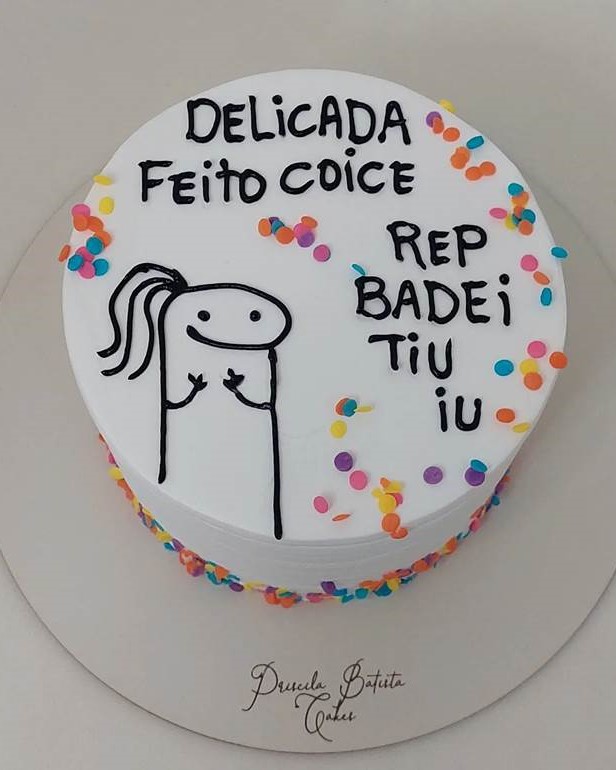 DELiCADA
FEitO COiCE
REP
BADEi
TiU
iU
Priscila Batista
Cakes